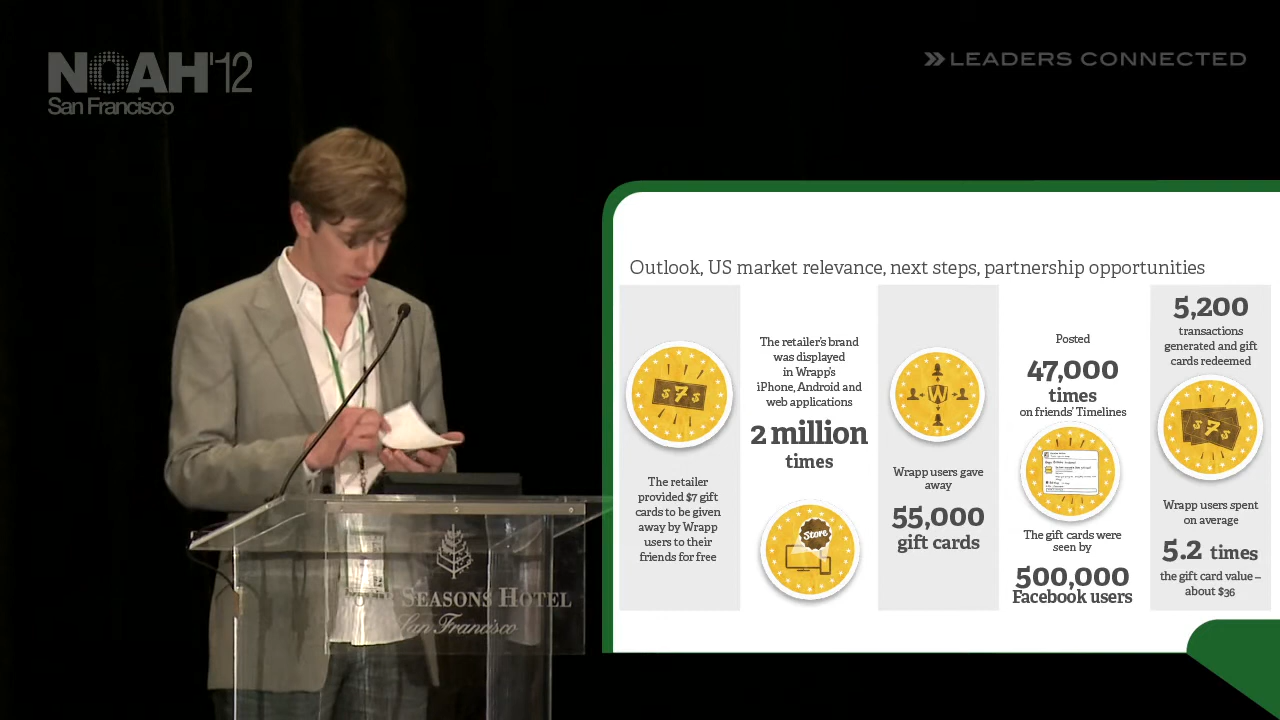 NOAH'12
San Francisco
LEADERS CONNECTED
Outlook, US market relevance, next steps, partnership opportunities
$7$
The retailer
provided $7 gift
cards to be given
away by Wrapp
users to their
friends for free
The retailer's brand
was displayed
in Wrapp's
iPhone, Android and
web applications
2 million
times
Store
W
Wrapp users gave
away
55,000
gift cards
Posted
47,000
times
on friends' Timelines
The gift cards were
seen by
500,000
Facebook users
5,200
transactions
generated and gift
cards redeemed
$7$
Wrapp users spent
on average
5.2 times
the gift card value –
about $36
FOUR SEASONS HOTEL
San Francisco